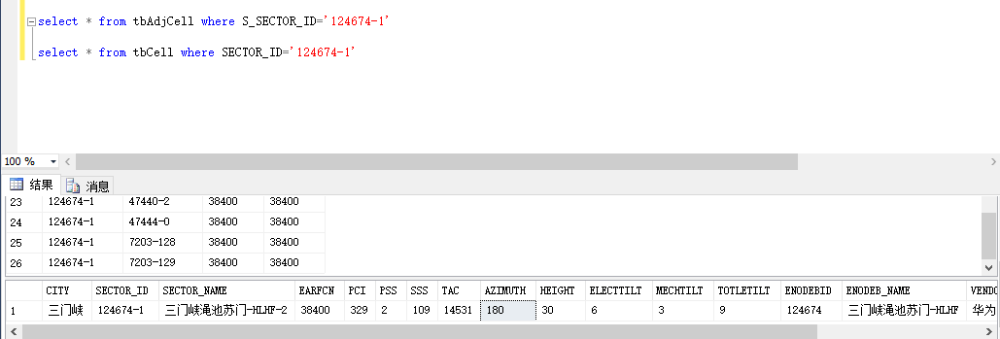 select * from tbAdjCell where S_SECTOR_ID='124674-1'
select * from tbCell where SECTOR_ID='124674-1'
100 %
结果 消息
23 124674-1 47440-2 38400 38400
24 124674-1 47444-0 38400 38400
25 124674-1 7203-128 38400 38400
26 124674-1 7203-129 38400 38400
CITY SECTOR_ID SECTOR_NAME EARFCN PCI PSS SSS TAC AZIMUTH HEIGHT ELECTTILT MECHTILT TOTLETILT ENODEBID ENODEB_NAME VENDO
1 三门峡 124674-1 三门峡渑池苏门-HLHF-2 38400 329 2 109 14531 180 30 6 3 9 124674 三门峡渑池苏门-HLHF 华为